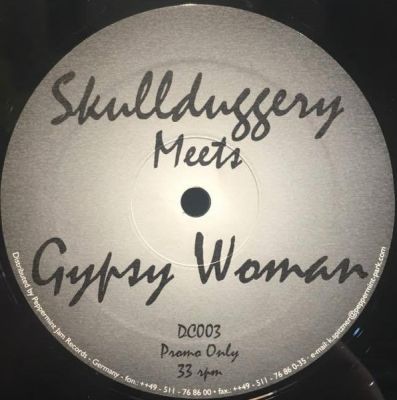 Skullduggery
Meets
Gypsy Woman
DC003
Promo Only
33 rpm
Distributed by Peppermint Jam Records - Germany - fon.: ++49 - 511 - 76 86 00 • fax.: ++49 - 511 - 76 86 0-35 · e-mail: k.aplzaner@peppermint-park.com